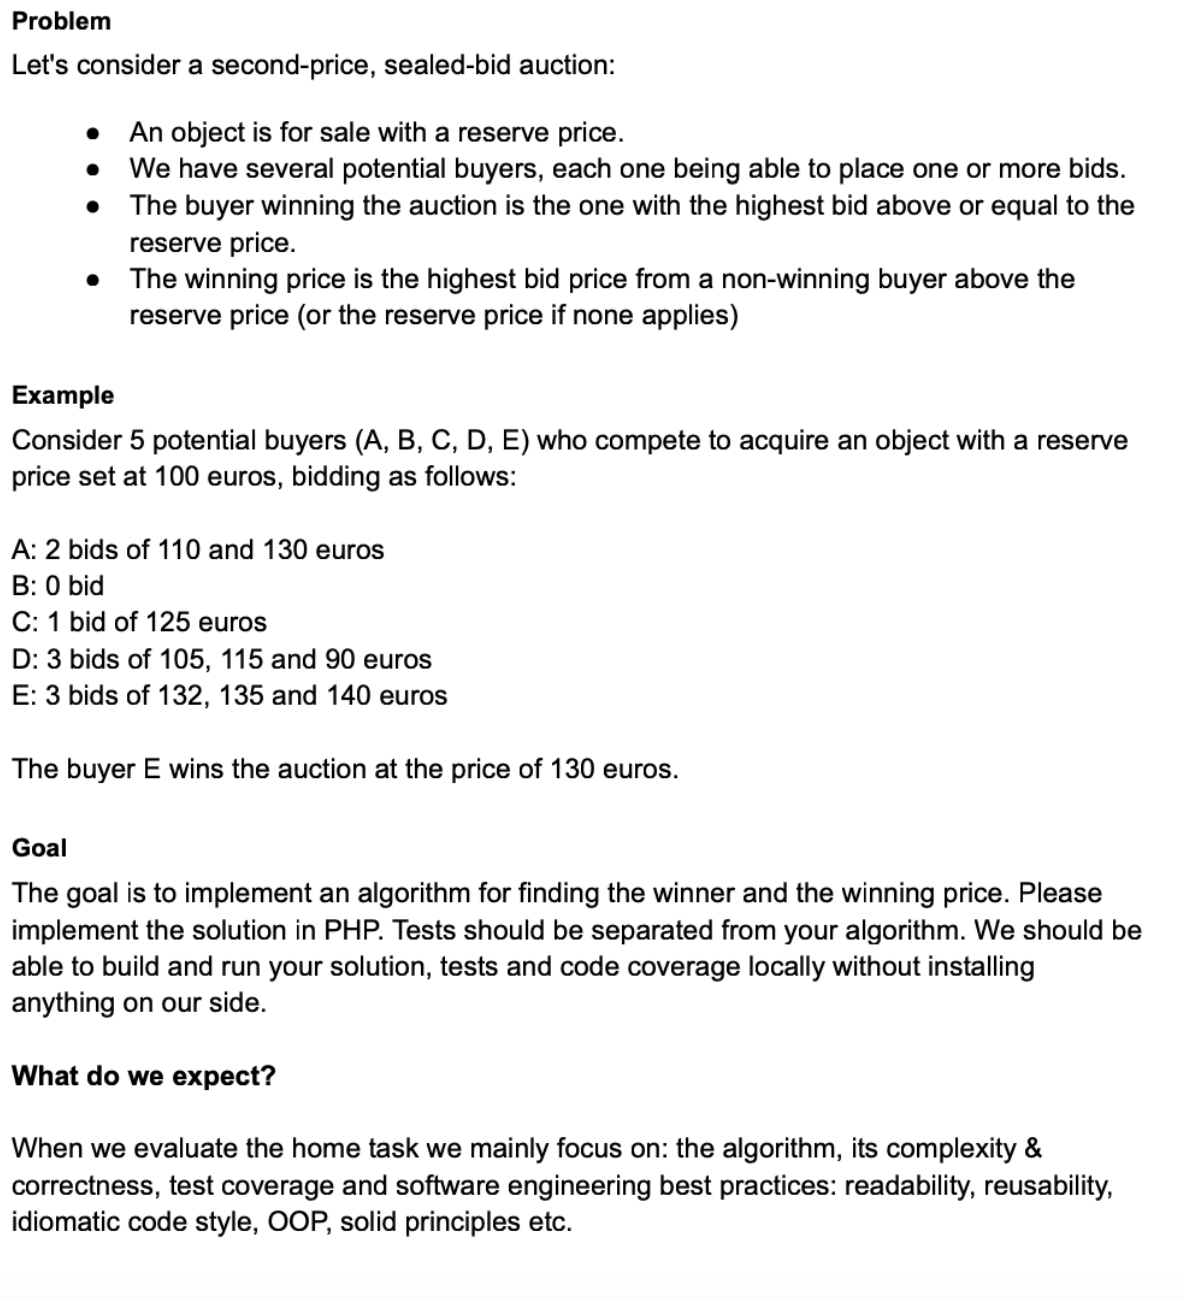 Problem
Let's consider a second-price, sealed-bid auction:
● An object is for sale with a reserve price.
● We have several potential buyers, each one being able to place one or more bids.
● The buyer winning the auction is the one with the highest bid above or equal to the
reserve price.
● The winning price is the highest bid price from a non-winning buyer above the
reserve price (or the reserve price if none applies)
Example
Consider 5 potential buyers (A, B, C, D, E) who compete to acquire an object with a reserve
price set at 100 euros, bidding as follows:
A: 2 bids of 110 and 130 euros
B: 0 bid
C: 1 bid of 125 euros
D: 3 bids of 105, 115 and 90 euros
E: 3 bids of 132, 135 and 140 euros
The buyer E wins the auction at the price of 130 euros.
Goal
The goal is to implement an algorithm for finding the winner and the winning price. Please
implement the solution in PHP. Tests should be separated from your algorithm. We should be
able to build and run your solution, tests and code coverage locally without installing
anything on our side.
What do we expect?
When we evaluate the home task we mainly focus on: the algorithm, its complexity &
correctness, test coverage and software engineering best practices: readability, reusability,
idiomatic code style, OOP, solid principles etc.